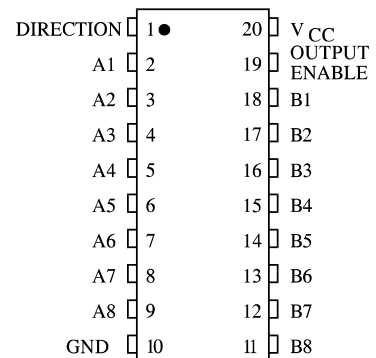 DIRECTION 1 20 V CC
A1 2 19 OUTPUT ENABLE
A2 3 18 B1
A3 4 17 B2
A4 5 16 B3
A5 6 15 B4
A6 7 14 B5
A7 8 13 B6
A8 9 12 B7
GND 10 11 B8